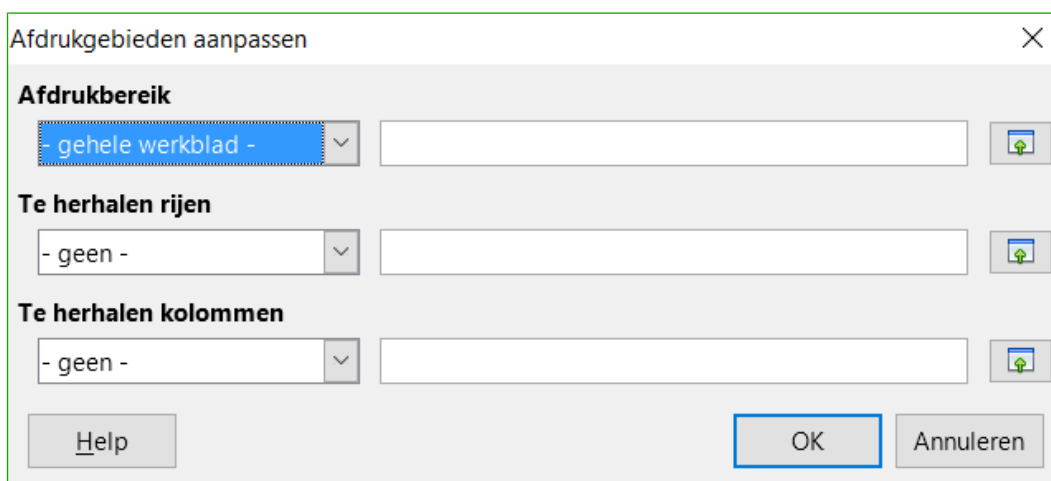 Afdrukgebieden aanpassen
Afdrukbereik
- gehele werkblad -
Te herhalen rijen
- geen -
Te herhalen kolommen
- geen -
Help OK Annuleren